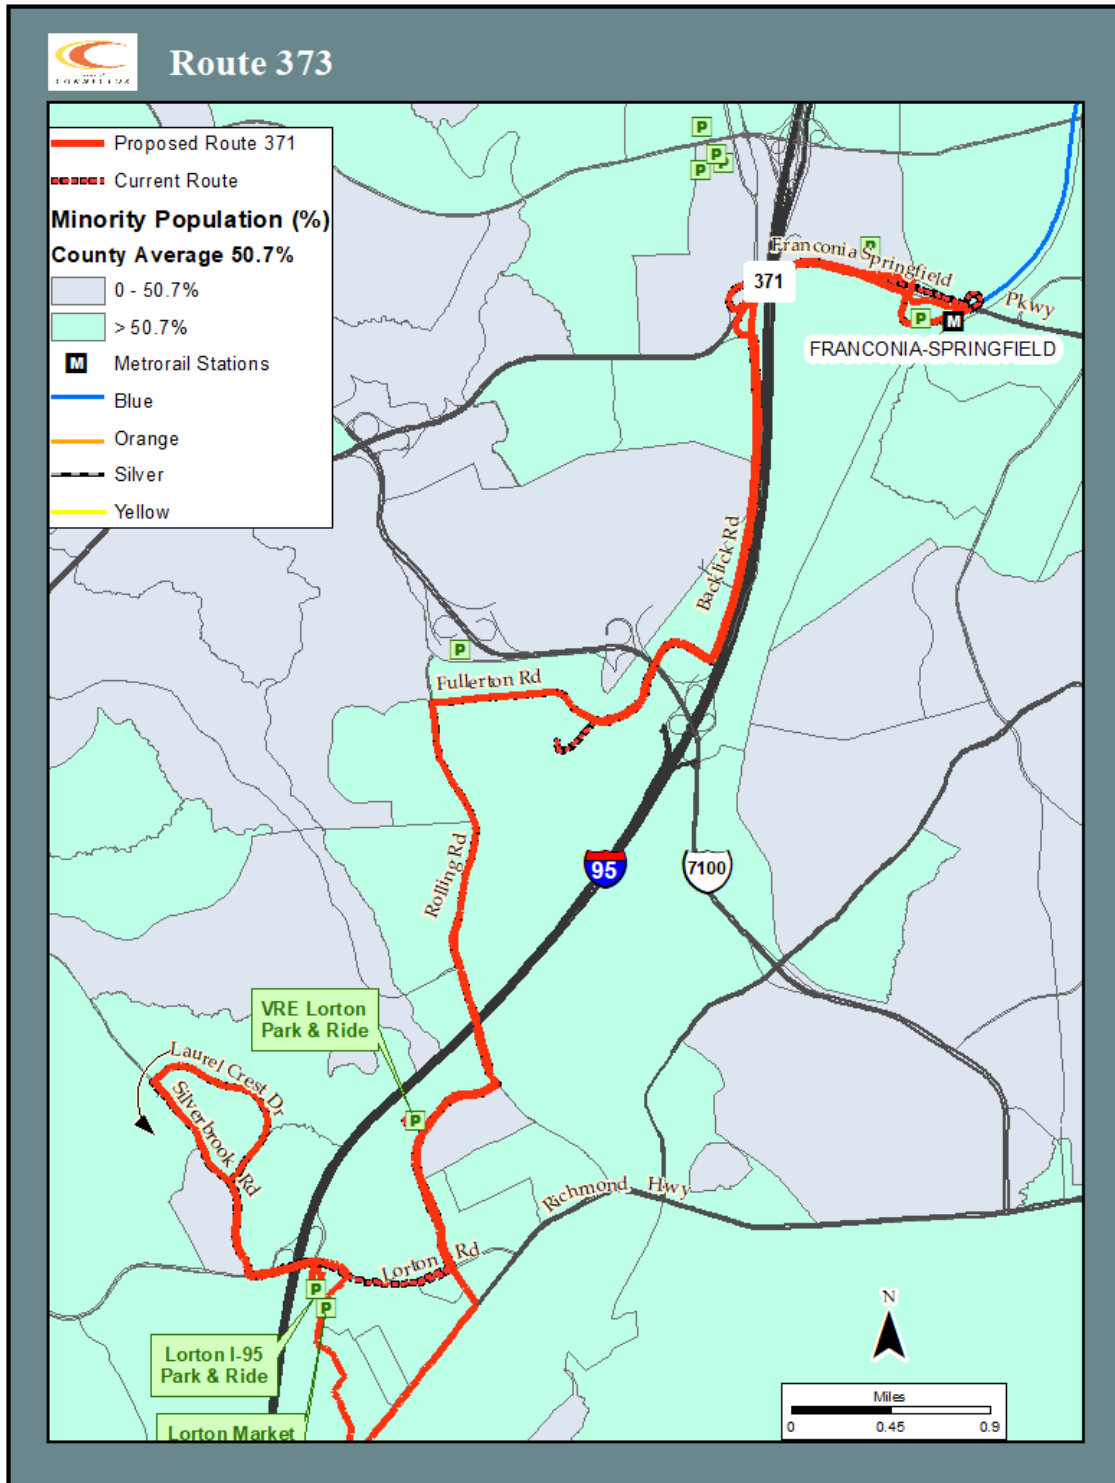 CONNECTOR
Route 373
Proposed Route 371
Current Route
Minority Population (%)
County Average 50.7%
0 - 50.7%
> 50.7%
M
Metrorail Stations
Blue
Orange
Silver
Yellow
P
P
P
P
P
Franconia Springfield
Pkwy
371
P
M
FRANCONIA-SPRINGFIELD
Backlick Rd
P
Fullerton Rd
Rolling Rd
95
7100
VRE Lorton
Park & Ride
Laurel Crest Dr
Silverbrook Rd
P
Richmond Hwy
Lorton Rd
P
P
N
Lorton I-95
Park & Ride
Lorton Market
Miles
0 0.45 0.9